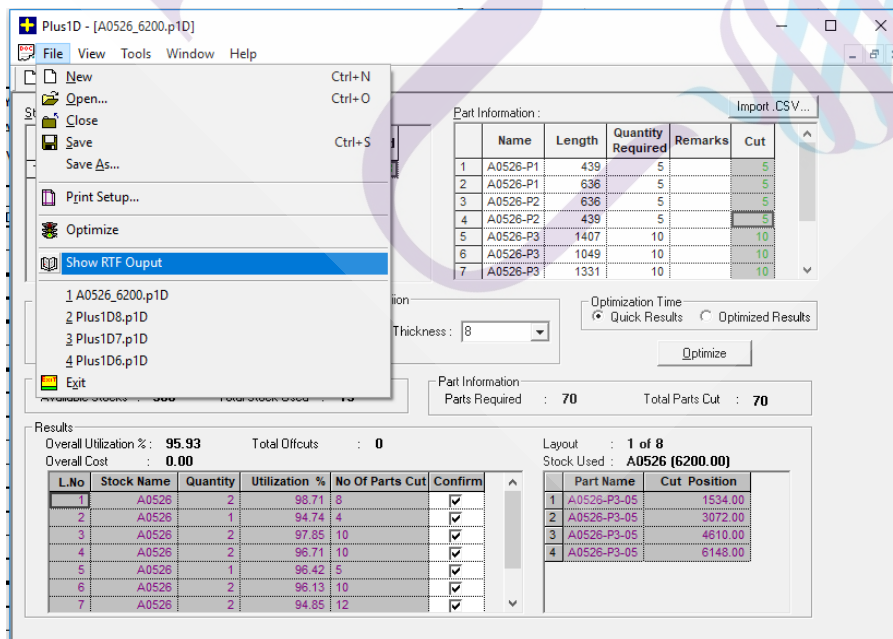 Plus1D - [A0526_6200.p1D]
File View Tools Window Help
New Ctrl+N
Open... Ctrl+O
Close
Save Ctrl+S
Save As...
Print Setup...
Optimize
Show RTF Ouput
1 A0526_6200.p1D
2 Plus1D8.p1D
3 Plus1D7.p1D
4 Plus1D6.p1D
Exit
Part Information :
Import .CSV...
Name Length Quantity Required Remarks Cut
1 A0526-P1 439 5 5
2 A0526-P1 636 5 5
3 A0526-P2 636 5 5
4 A0526-P2 439 5 5
5 A0526-P3 1407 10 10
6 A0526-P3 1049 10 10
7 A0526-P3 1331 10 10
Thickness : 8
Optimization Time
Quick Results Optimized Results
Optimize
Part Information
Parts Required : 70 Total Parts Cut : 70
Results
Overall Utilization % : 95.93 Total Offcuts : 0
Overall Cost : 0.00
L.No Stock Name Quantity Utilization % No Of Parts Cut Confirm
1 A0526 2 98.71 8
2 A0526 1 94.74 4
3 A0526 2 97.85 10
4 A0526 2 96.71 10
5 A0526 1 96.42 5
6 A0526 2 96.13 10
7 A0526 2 94.85 12
Layout : 1 of 8
Stock Used : A0526 (6200.00)
Part Name Cut Position
1 A0526-P3-05 1534.00
2 A0526-P3-05 3072.00
3 A0526-P3-05 4610.00
4 A0526-P3-05 6148.00